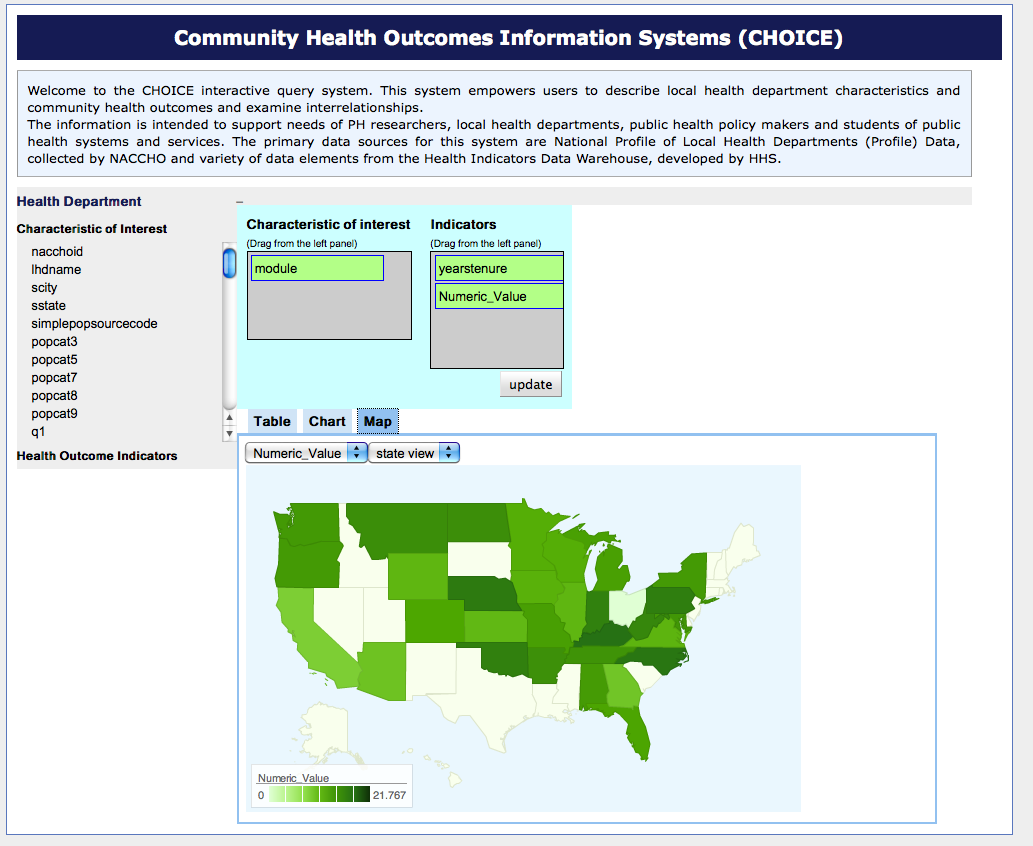 Community Health Outcomes Information Systems (CHOICE)
Welcome to the CHOICE interactive query system. This system empowers users to describe local health department characteristics and
community health outcomes and examine interrelationships.
The information is intended to support needs of PH researchers, local health departments, public health policy makers and students of public
health systems and services. The primary data sources for this system are National Profile of Local Health Departments (Profile) Data,
collected by NACCHO and variety of data elements from the Health Indicators Data Warehouse, developed by HHS.
Health Department
Characteristic of Interest
nacchoid
lhdname
scity
sstate
simplepopsourcecode
popcat3
popcat5
popcat7
popcat8
popcat9
q1
Health Outcome Indicators
Characteristic of interest
(Drag from the left panel)
module
Indicators
(Drag from the left panel)
yearstenure
Numeric_Value
update
Table Chart Map
Numeric_Value state view
Numeric_Value
0 21.767